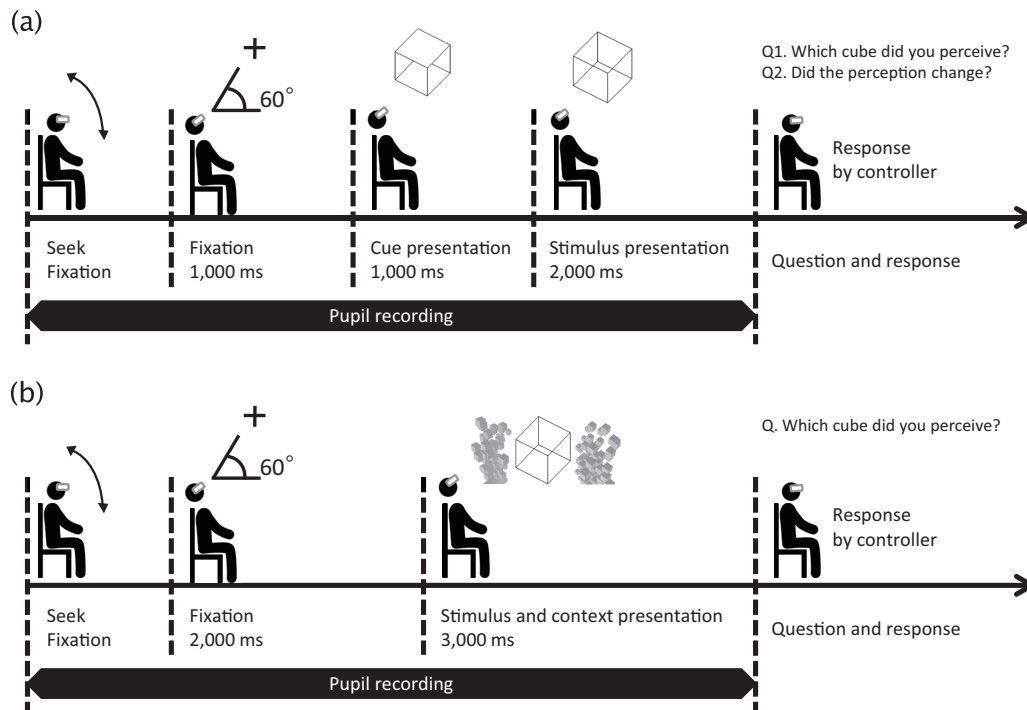 (a)
Q1. Which cube did you perceive?
Q2. Did the perception change?
+
60°
Response
by controller
Seek
Fixation
Fixation
1,000 ms
Cue presentation
1,000 ms
Stimulus presentation
2,000 ms
Question and response
Pupil recording
(b)
Q. Which cube did you perceive?
+
60°
Response
by controller
Seek
Fixation
Fixation
2,000 ms
Stimulus and context presentation
3,000 ms
Question and response
Pupil recording